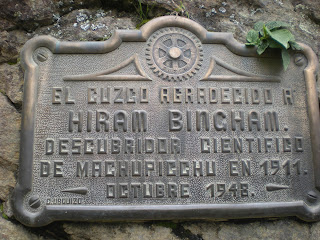 EL CUZCO AGRADECIDO A
HIRAM BINGHAM.
DESCUBRIDOR CIENTIFICO
DE MACHUPICCHU EN 1911.
OCTUBRE 1948.